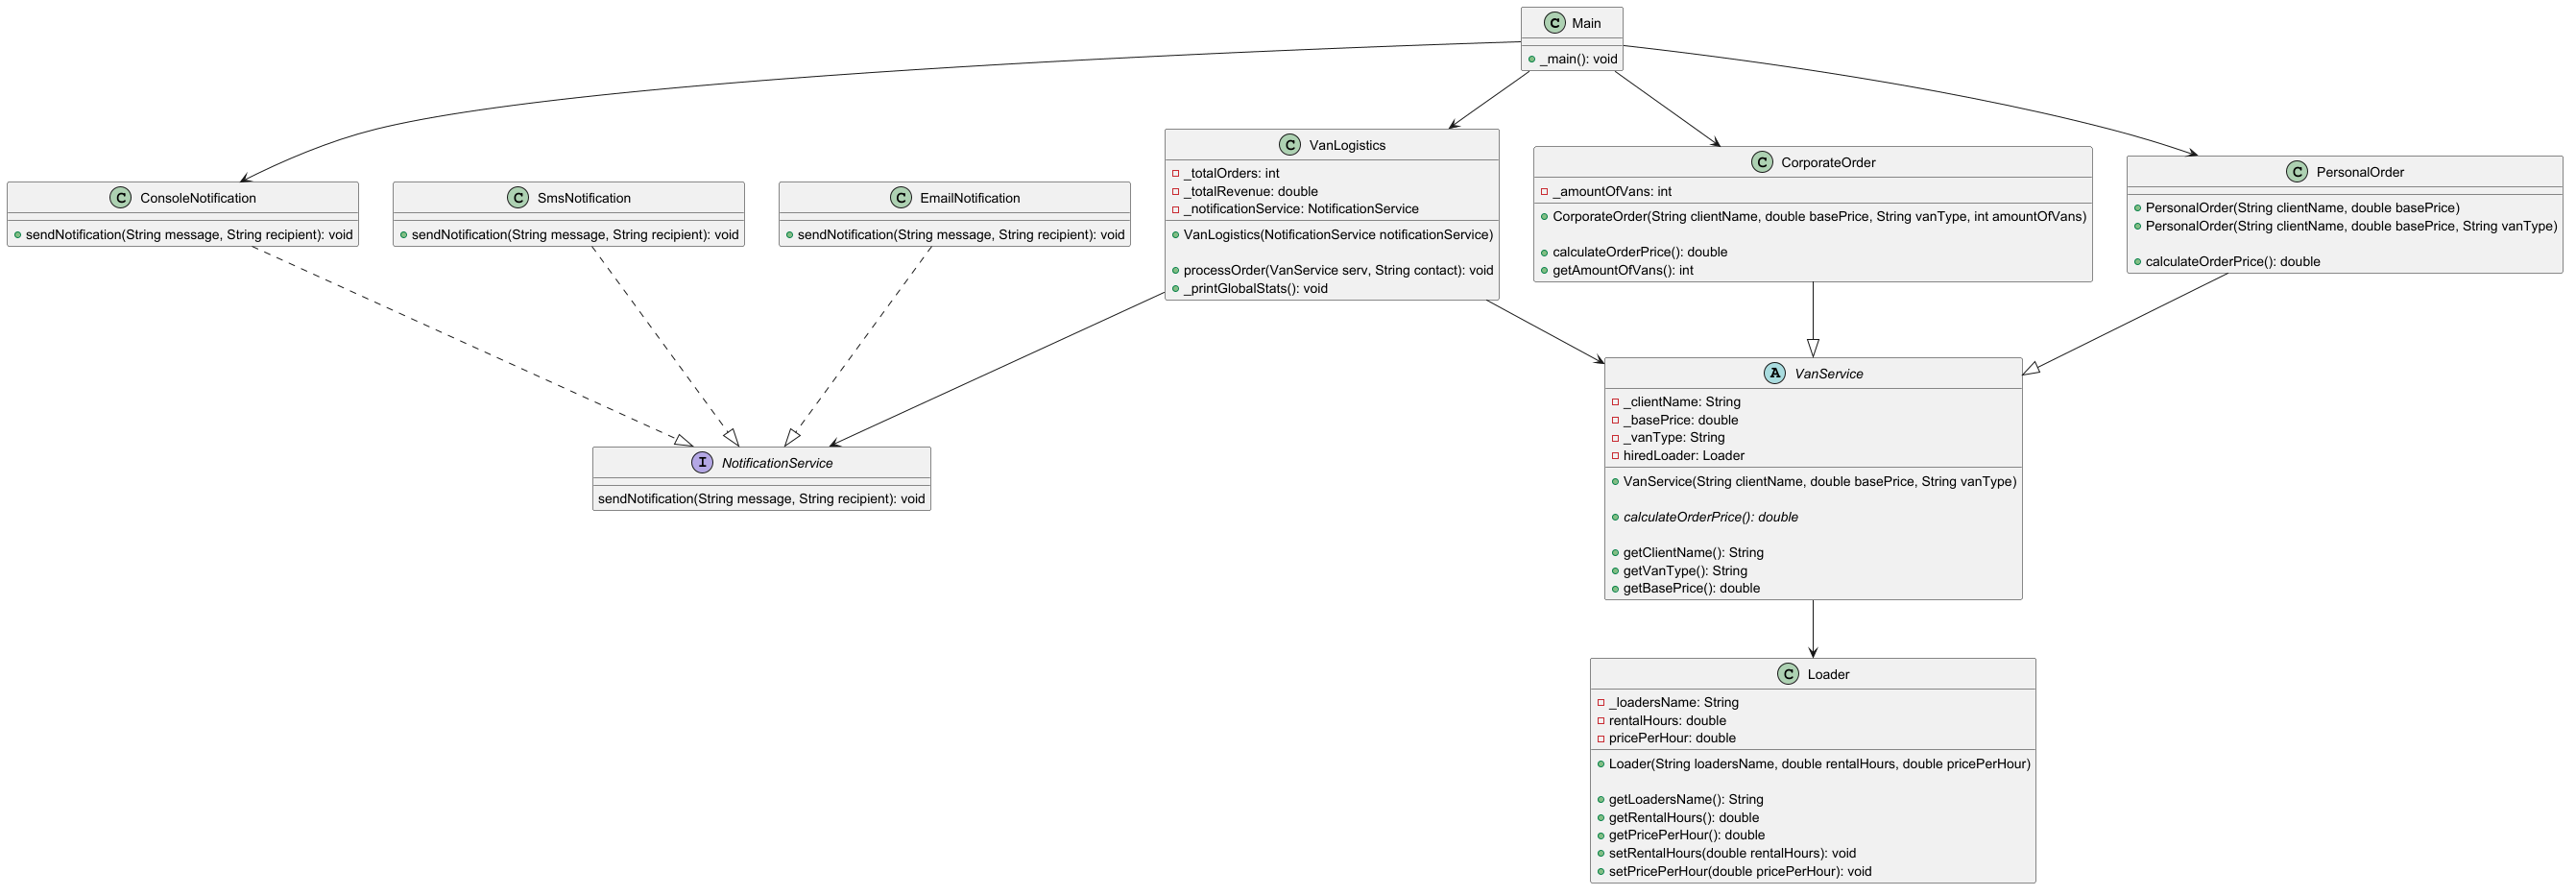 C Main
_main(): void
C VanLogistics
_totalOrders: int
_totalRevenue: double
_notificationService: NotificationService
VanLogistics(NotificationService notificationService)
processOrder(VanService serv, String contact): void
_printGlobalStats(): void
C CorporateOrder
_amountOfVans: int
CorporateOrder(String clientName, double basePrice, String vanType, int amountOfVans)
calculateOrderPrice(): double
getAmountOfVans(): int
C PersonalOrder
PersonalOrder(String clientName, double basePrice)
PersonalOrder(String clientName, double basePrice, String vanType)
calculateOrderPrice(): double
C ConsoleNotification
sendNotification(String message, String recipient): void
C SmsNotification
sendNotification(String message, String recipient): void
C EmailNotification
sendNotification(String message, String recipient): void
A VanService
_clientName: String
_basePrice: double
_vanType: String
hiredLoader: Loader
VanService(String clientName, double basePrice, String vanType)
calculateOrderPrice(): double
getClientName(): String
getVanType(): String
getBasePrice(): double
I NotificationService
sendNotification(String message, String recipient): void
C Loader
_loadersName: String
rentalHours: double
pricePerHour: double
Loader(String loadersName, double rentalHours, double pricePerHour)
getLoadersName(): String
getRentalHours(): double
getPricePerHour(): double
setRentalHours(double rentalHours): void
setPricePerHour(double pricePerHour): void